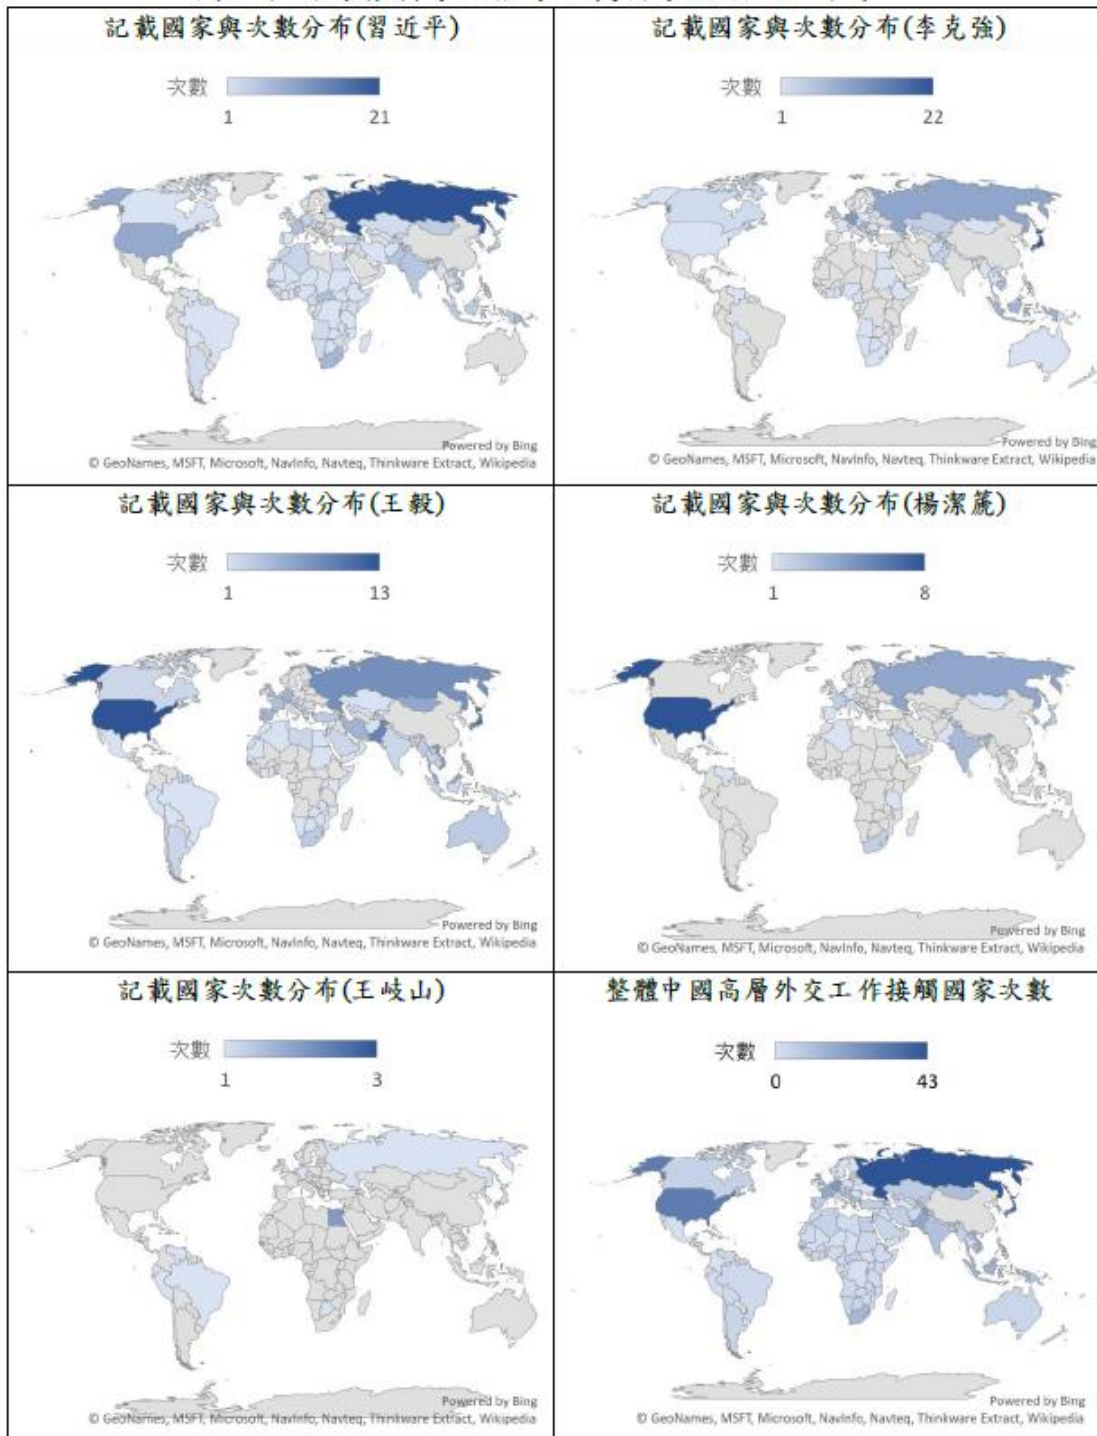 記載國家與次數分布(習近平)
次數
1 21
Powered by Bing
© GeoNames, MSFT, Microsoft, NavInfo, Navteq, Thinkware Extract, Wikipedia
記載國家與次數分布(李克強)
次數
1 22
Powered by Bing
© GeoNames, MSFT, Microsoft, NavInfo, Navteq, Thinkware Extract, Wikipedia
記載國家與次數分布(王毅)
次數
1 13
Powered by Bing
© GeoNames, MSFT, Microsoft, NavInfo, Navteq, Thinkware Extract, Wikipedia
記載國家與次數分布(楊潔篪)
次數
1 8
Powered by Bing
© GeoNames, MSFT, Microsoft, NavInfo, Navteq, Thinkware Extract, Wikipedia
記載國家次數分布(王岐山)
次數
1 3
Powered by Bing
© GeoNames, MSFT, Microsoft, NavInfo, Navteq, Thinkware Extract, Wikipedia
整體中國高層外交工作接觸國家次數
次數
0 43
Powered by Bing
© GeoNames, MSFT, Microsoft, NavInfo, Navteq, Thinkware Extract, Wikipedia